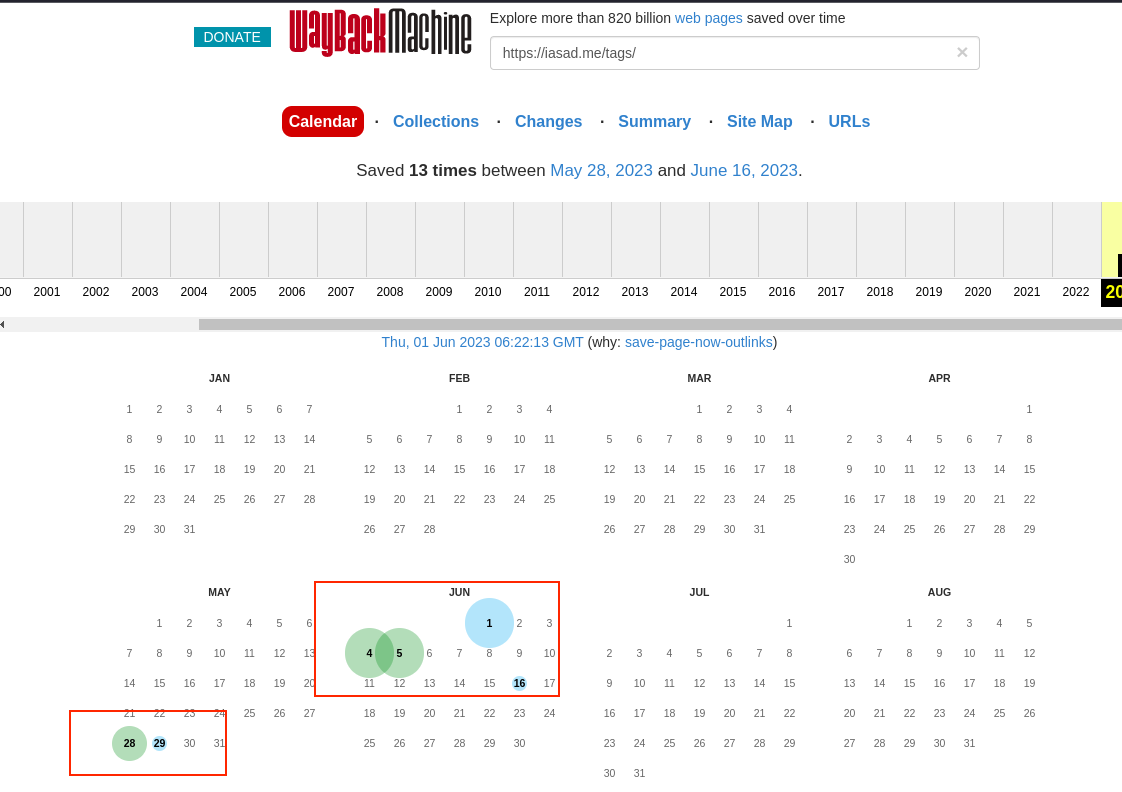 DONATE
WayBackMachine
Explore more than 820 billion web pages saved over time
https://iasad.me/tags/ ×
Calendar · Collections · Changes · Summary · Site Map · URLs
Saved 13 times between May 28, 2023 and June 16, 2023.
00 2001 2002 2003 2004 2005 2006 2007 2008 2009 2010 2011 2012 2013 2014 2015 2016 2017 2018 2019 2020 2021 2022 20
Thu, 01 Jun 2023 06:22:13 GMT (why: save-page-now-outlinks)
JAN
1 2 3 4 5 6 7
8 9 10 11 12 13 14
15 16 17 18 19 20 21
22 23 24 25 26 27 28
29 30 31
FEB
1 2 3 4
5 6 7 8 9 10 11
12 13 14 15 16 17 18
19 20 21 22 23 24 25
26 27 28
MAR
1 2 3 4
5 6 7 8 9 10 11
12 13 14 15 16 17 18
19 20 21 22 23 24 25
26 27 28 29 30 31
APR
1
2 3 4 5 6 7 8
9 10 11 12 13 14 15
16 17 18 19 20 21 22
23 24 25 26 27 28 29
30
MAY
1 2 3 4 5 6
7 8 9 10 11 12 13
14 15 16 17 18 19 20
21 22 23 24 25 26 27
28 29 30 31
JUN
1 2 3
4 5 6 7 8 9 10
11 12 13 14 15 16 17
18 19 20 21 22 23 24
25 26 27 28 29 30
JUL
1
2 3 4 5 6 7 8
9 10 11 12 13 14 15
16 17 18 19 20 21 22
23 24 25 26 27 28 29
30 31
AUG
1 2 3 4 5
6 7 8 9 10 11 12
13 14 15 16 17 18 19
20 21 22 23 24 25 26
27 28 29 30 31